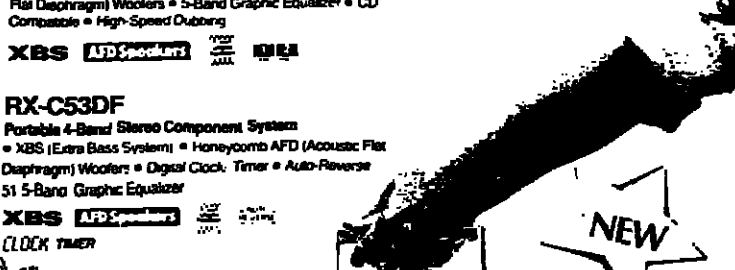 Flat Diaphragm) Woofers • 5-Band Graphic Equalizer • CD
Compatible • High-Speed Dubbing
XBS AFD Speakers
RX-C53DF
Portable 4-Band Stereo Component System
• XBS (Extra Bass System) • Honeycomb AFD (Acoustic Flat
Diaphragm) Woofers • Digital Clock Timer • Auto-Reverse
51 5-Band Graphic Equalizer
XBS AFD Speakers
CLOCK TIMER
NEW